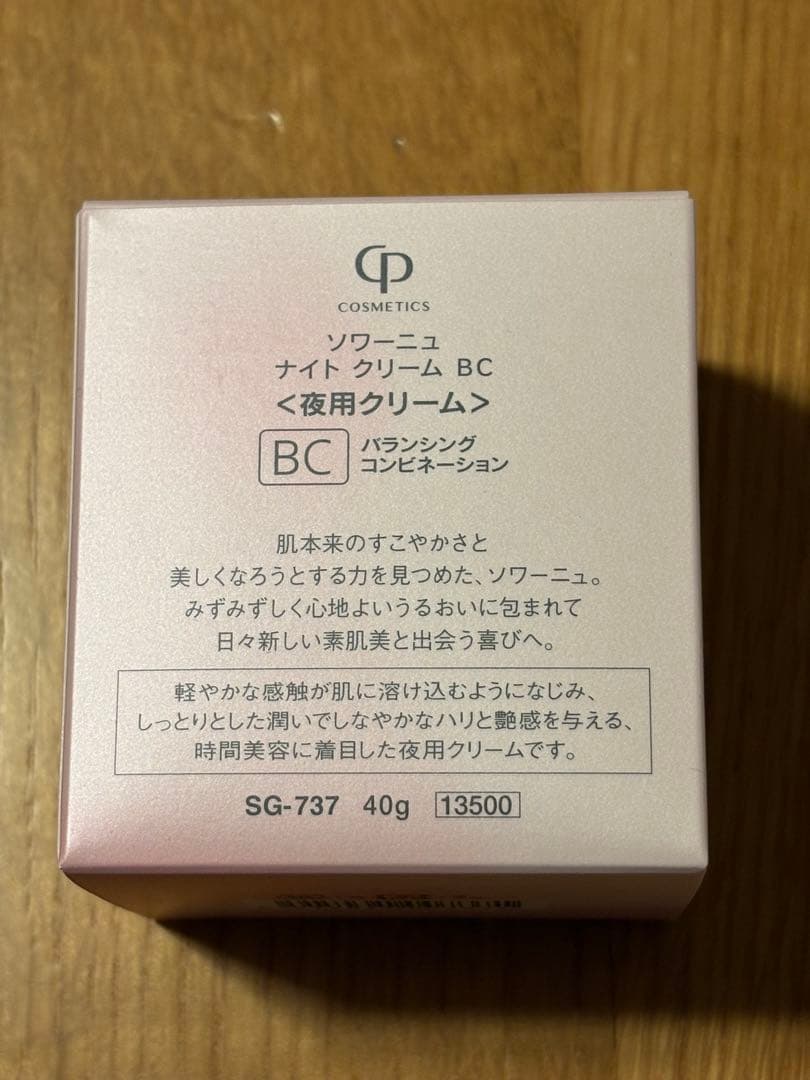 CP
COSMETICS
ソワーニュ
ナイト クリーム BC
<夜用クリーム>
BC バランシング
コンビネーション
肌本来のすこやかさと
美しくなろうとする力を見つめた、ソワーニュ。
みずみずしく心地よいうるおいに包まれて
日々新しい素肌美と出会う喜びへ。
軽やかな感触が肌に溶け込むようになじみ、
しっとりとした潤いでしなやかなハリと艶感を与える、
時間美容に着目した夜用クリームです。
SG-737 40g 13500